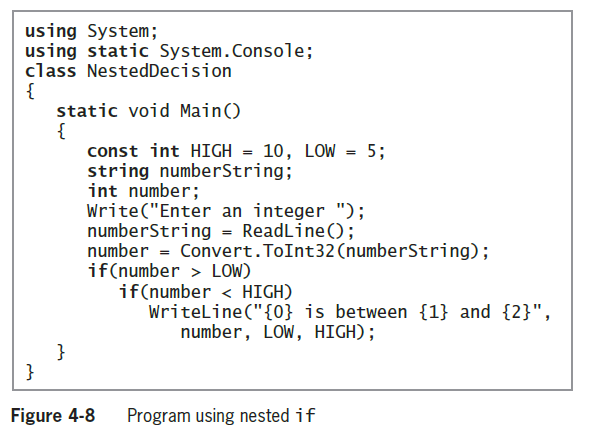 using System;
using static System.Console;
class NestedDecision
{
static void Main()
{
const int HIGH = 10, LOW = 5;
string numberString;
int number;
Write("Enter an integer ");
numberString = ReadLine();
number = Convert.ToInt32(numberString);
if(number > LOW)
if(number < HIGH)
WriteLine("{0} is between {1} and {2}",
number, LOW, HIGH);
}
}
Figure 4-8 Program using nested if